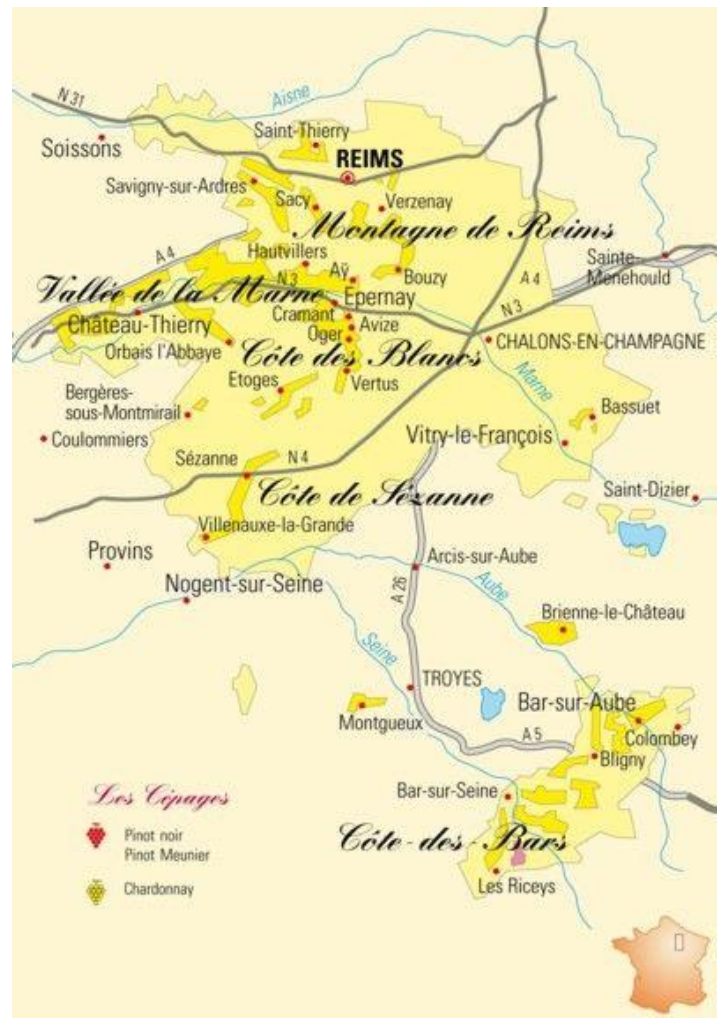 N 31
Aisne
Saint-Thierry
Soissons
REIMS
Savigny-sur-Ardres
Sacy
Verzenay
Montagne de Reims
Hautvillers
A 4
Sainte-
Menehould
Aÿ
Bouzy
A 4
N 3
Vallée de la Marne
Epernay
N 3
Cramant
Château-Thierry
Avize
Oger
CHALONS-EN-CHAMPAGNE
Orbais l'Abbaye
Côte des Blancs
Etoges
Vertus
Marne
Bergères-
sous-Montmirail
Bassuet
Coulommiers
Vitry-le-François
Sézanne
N 4
Côte de Sézanne
Saint-Dizier
Villenauxe-la-Grande
Provins
Arcis-sur-Aube
Nogent-sur-Seine
A 26
Aube
Brienne-le-Château
Seine
TROYES
Bar-sur-Aube
Montgueux
A 5
Colombey
Bligny
Les Cépages
Bar-sur-Seine
Pinot noir
Pinot Meunier
Côte-des-Bars
Chardonnay
Les Riceys